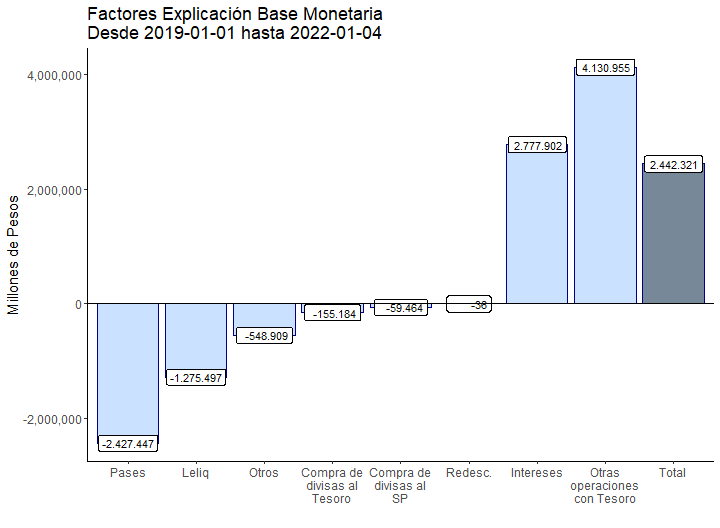 Factores Explicación Base Monetaria
Desde 2019-01-01 hasta 2022-01-04
Millones de Pesos
4,000,000
2,000,000
0
-2,000,000
-2.427.447
-1.275.497
-548.909
-155.184
-59.464
-36
2.777.902
4.130.955
2.442.321
Pases
Leliq
Otros
Compra de
divisas al
Tesoro
Compra de
divisas al
SP
Redesc.
Intereses
Otras
operaciones
con Tesoro
Total